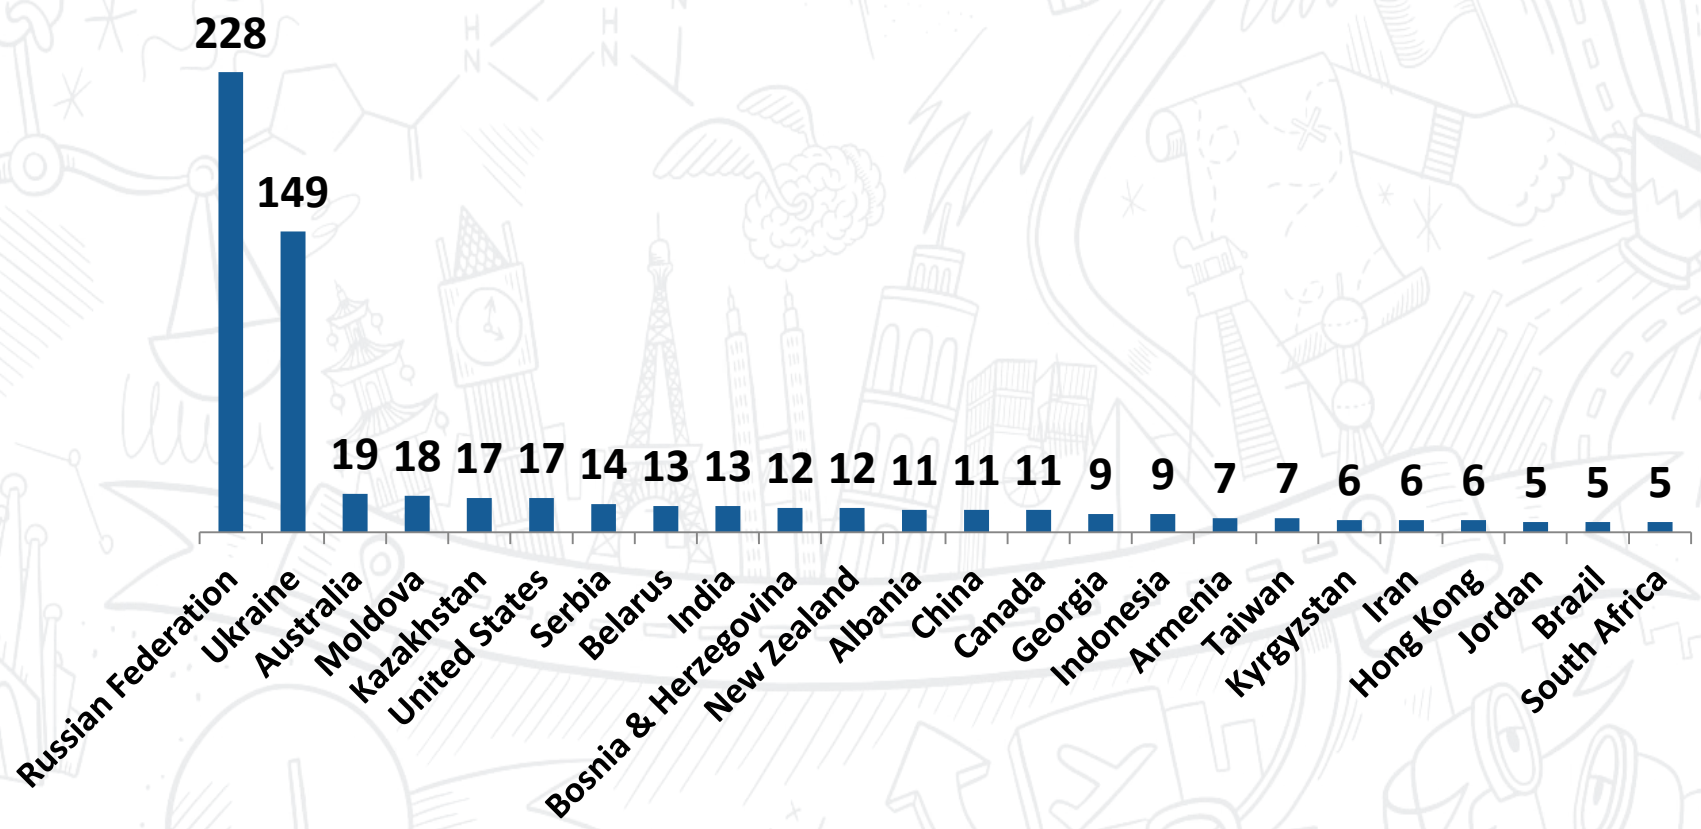 228
149
19
18
17
17
14
13
13
12
12
11
11
11
9
9
7
7
6
6
6
5
5
5
Russian Federation
Ukraine
Australia
Moldova
Kazakhstan
United States
Serbia
Belarus
India
Bosnia & Herzegovina
New Zealand
Albania
China
Canada
Georgia
Indonesia
Armenia
Taiwan
Kyrgyzstan
Iran
Hong Kong
Jordan
Brazil
South Africa
H
N
H
N
N